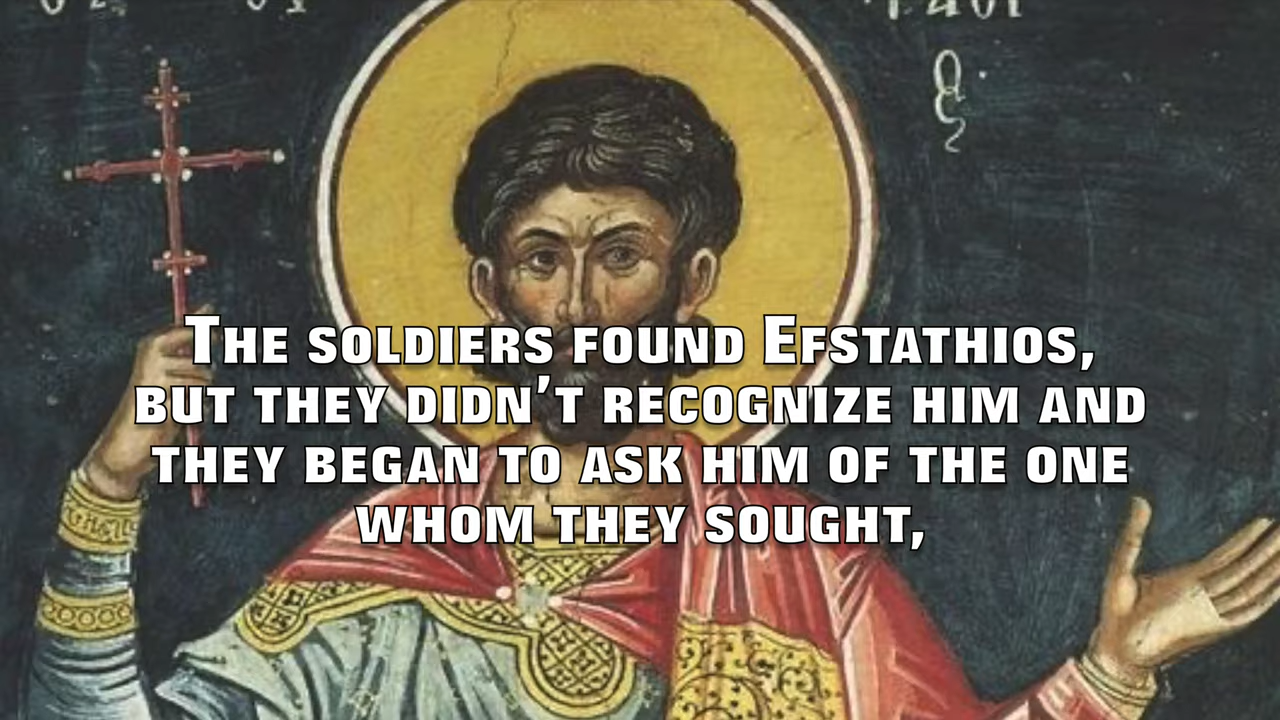 The soldiers found Efstathios,
but they didn’t recognize him and
they began to ask him of the one
whom they sought,